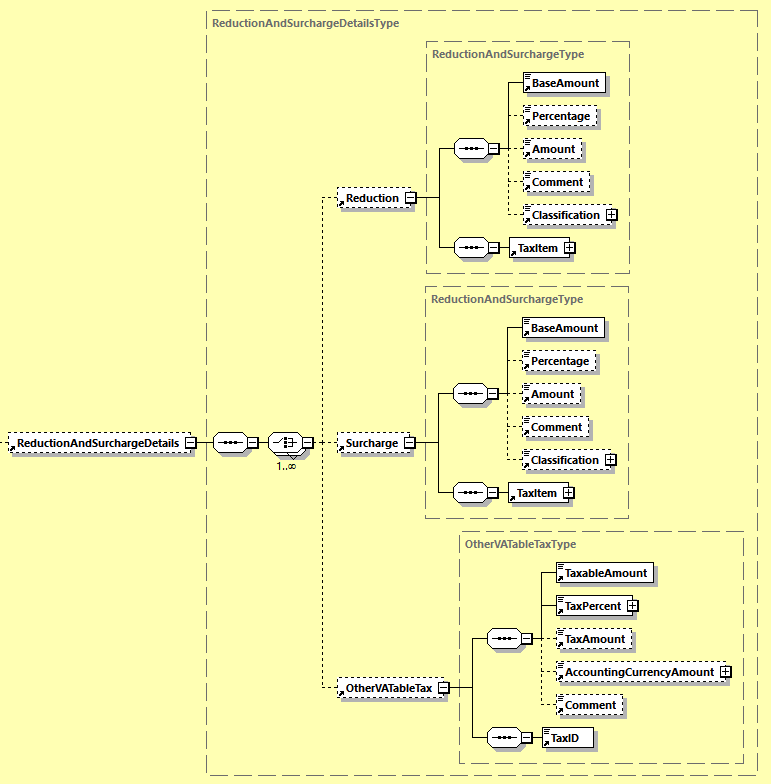 ReductionAndSurchargeDetailsType
ReductionAndSurchargeType
BaseAmount
Percentage
Amount
Comment
Classification
Reduction
TaxItem
ReductionAndSurchargeType
BaseAmount
Percentage
Amount
Comment
Classification
ReductionAndSurchargeDetails
Surcharge
1..∞
TaxItem
OtherVATableTaxType
TaxableAmount
TaxPercent
TaxAmount
AccountingCurrencyAmount
OtherVATableTax
Comment
TaxID